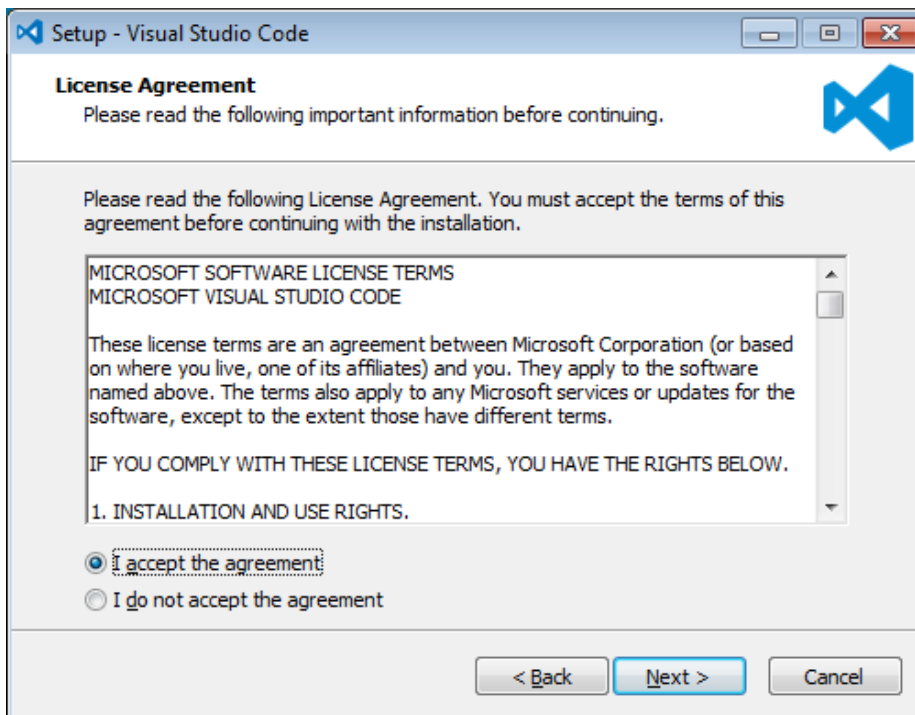 Setup - Visual Studio Code
License Agreement
Please read the following important information before continuing.
Please read the following License Agreement. You must accept the terms of this
agreement before continuing with the installation.
MICROSOFT SOFTWARE LICENSE TERMS
MICROSOFT VISUAL STUDIO CODE
These license terms are an agreement between Microsoft Corporation (or based
on where you live, one of its affiliates) and you. They apply to the software
named above. The terms also apply to any Microsoft services or updates for the
software, except to the extent those have different terms.
IF YOU COMPLY WITH THESE LICENSE TERMS, YOU HAVE THE RIGHTS BELOW.
1. INSTALLATION AND USE RIGHTS.
I accept the agreement
I do not accept the agreement
< Back Next > Cancel